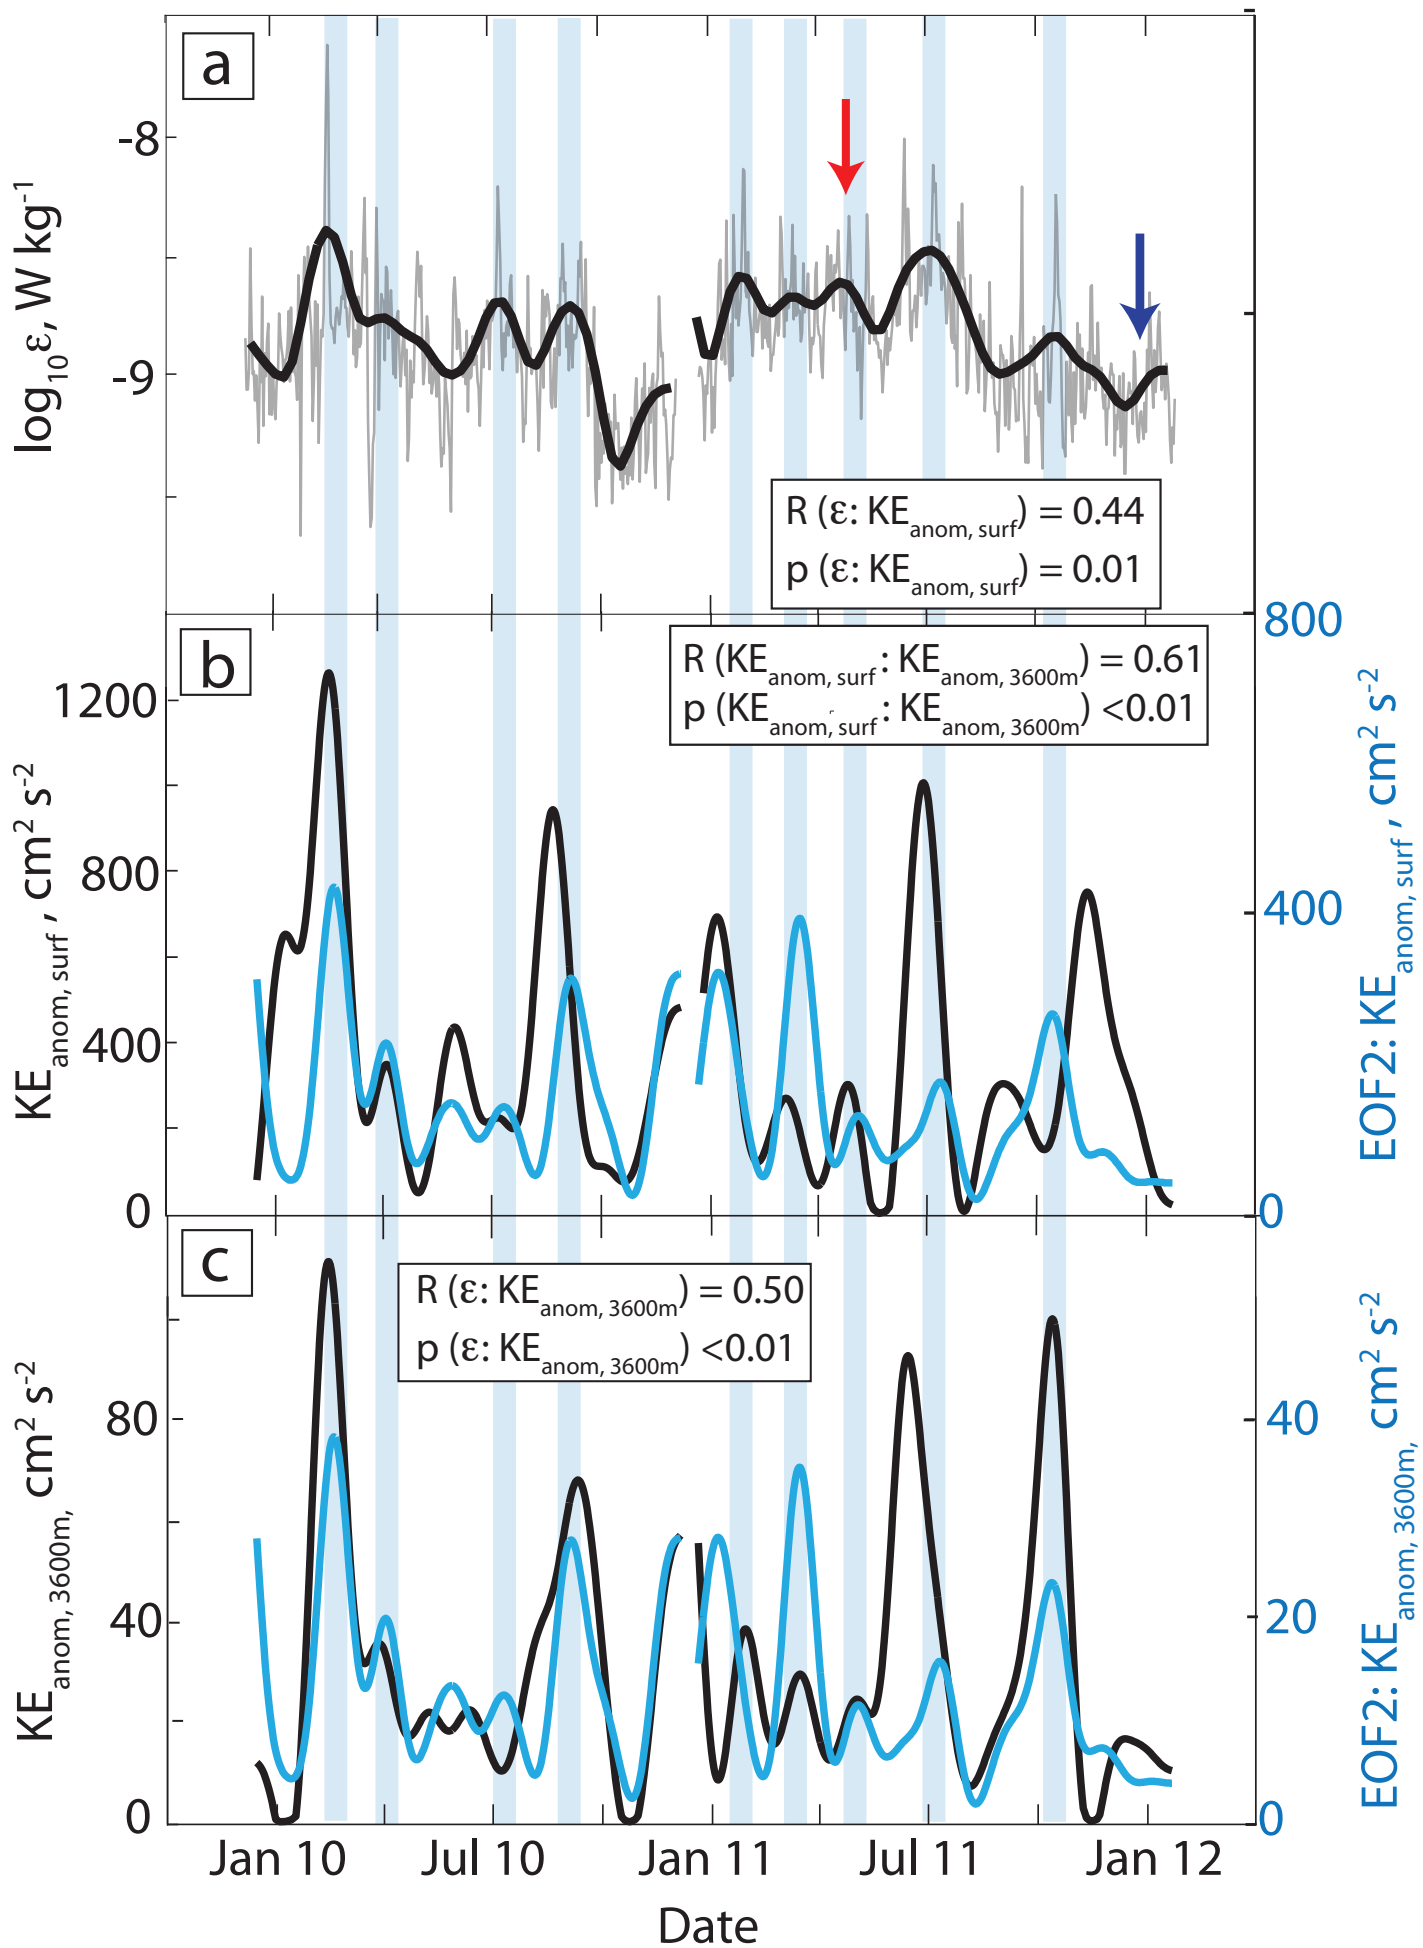 a
-8
-9
log10 ε, W kg-1
R (ε: KEanom, surf) = 0.44
p (ε: KEanom, surf) = 0.01
b
R (KEanom, surf: KEanom, 3600m) = 0.61
p (KEanom, surf: KEanom, 3600m) <0.01
1200
800
400
0
KEanom, surf, cm2 s-2
800
400
0
EOF2: KEanom, surf, cm2 s-2
c
R (ε: KEanom, 3600m) = 0.50
p (ε: KEanom, 3600m) <0.01
80
40
0
KEanom, 3600m, cm2 s-2
40
20
0
EOF2: KEanom, 3600m, cm2 s-2
Jan 10 Jul 10 Jan 11 Jul 11 Jan 12
Date